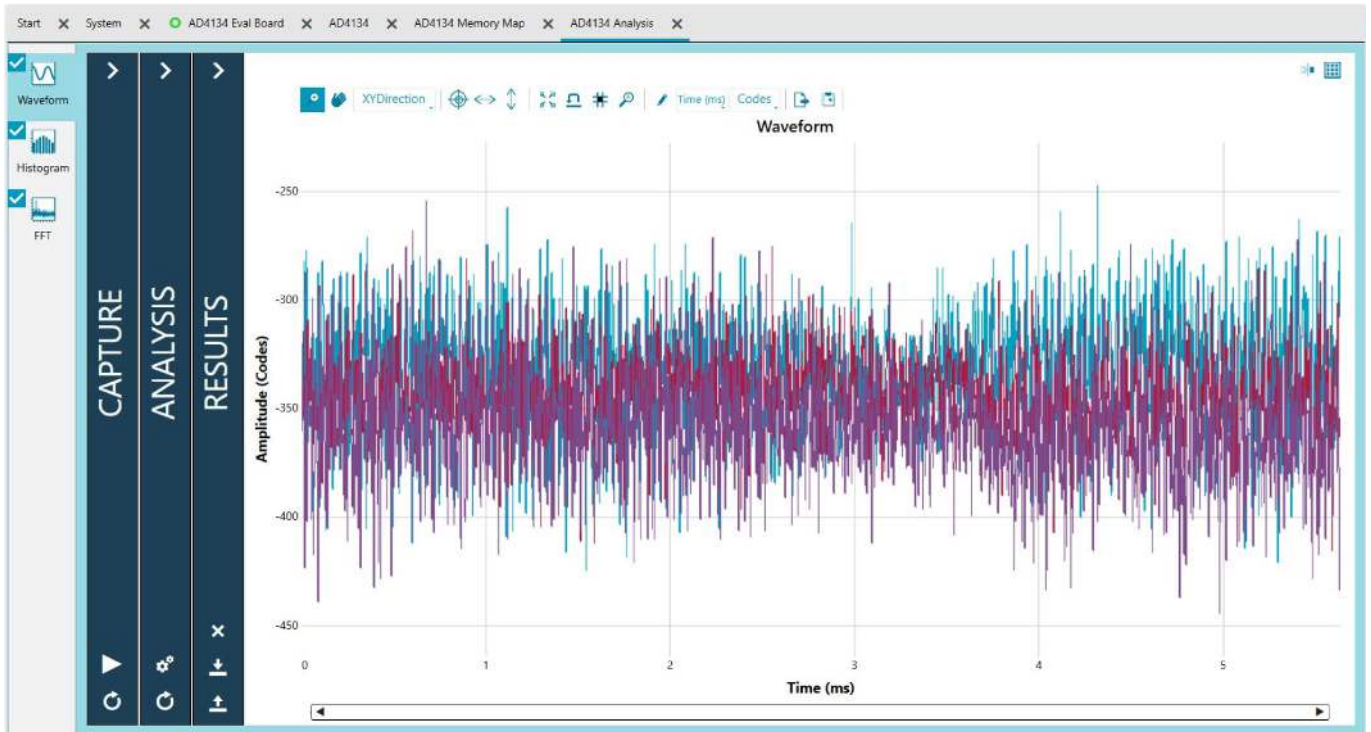 Start System AD4134 Eval Board AD4134 AD4134 Memory Map AD4134 Analysis
Waveform
Histogram
FFT
CAPTURE
ANALYSIS
RESULTS
XYDirection Time (ms) Codes
Waveform
Amplitude (Codes)
-250
-300
-350
-400
-450
0 1 2 3 4 5
Time (ms)